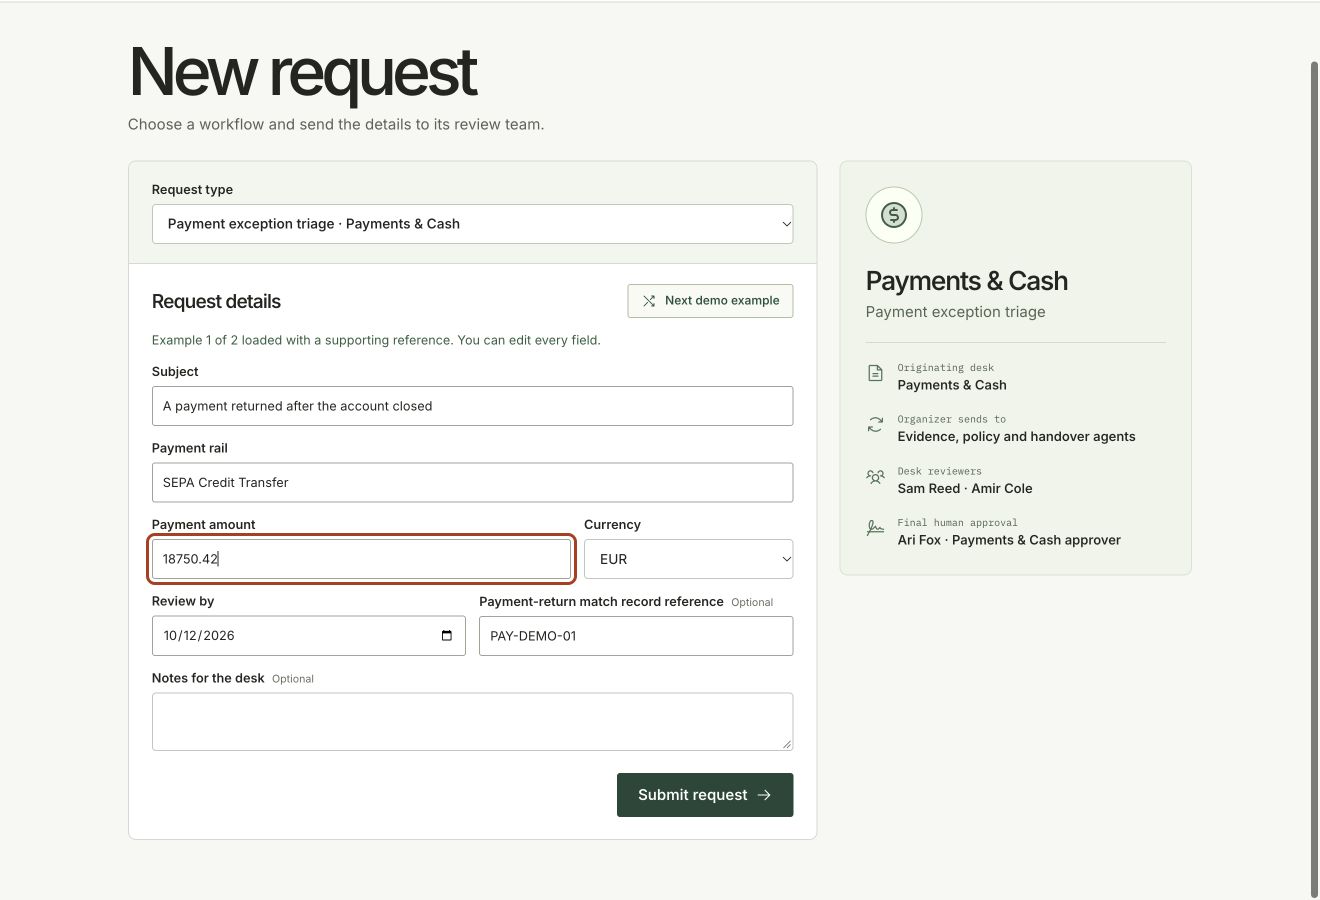 New request
Choose a workflow and send the details to its review team.
Request type
Payment exception triage · Payments & Cash
Request details
Next demo example
Example 1 of 2 loaded with a supporting reference. You can edit every field.
Subject
A payment returned after the account closed
Payment rail
SEPA Credit Transfer
Payment amount
Currency
18750.42
EUR
Review by
Payment-return match record reference Optional
10/12/2026
PAY-DEMO-01
Notes for the desk Optional
Submit request
Payments & Cash
Payment exception triage
Originating desk
Payments & Cash
Organizer sends to
Evidence, policy and handover agents
Desk reviewers
Sam Reed · Amir Cole
Final human approval
Ari Fox · Payments & Cash approver